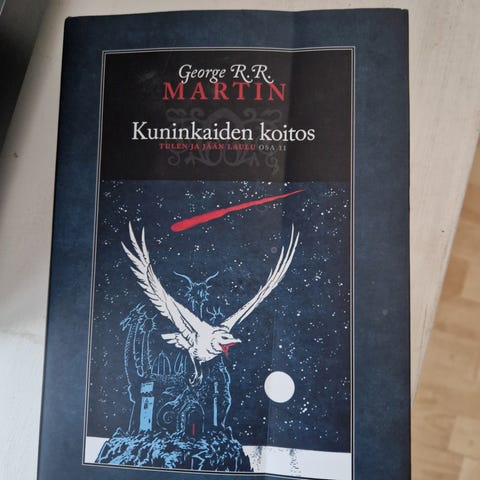 George R.R.
MARTIN
Kuninkaiden koitos
TULEN JA JÄÄN LAULU OSA II